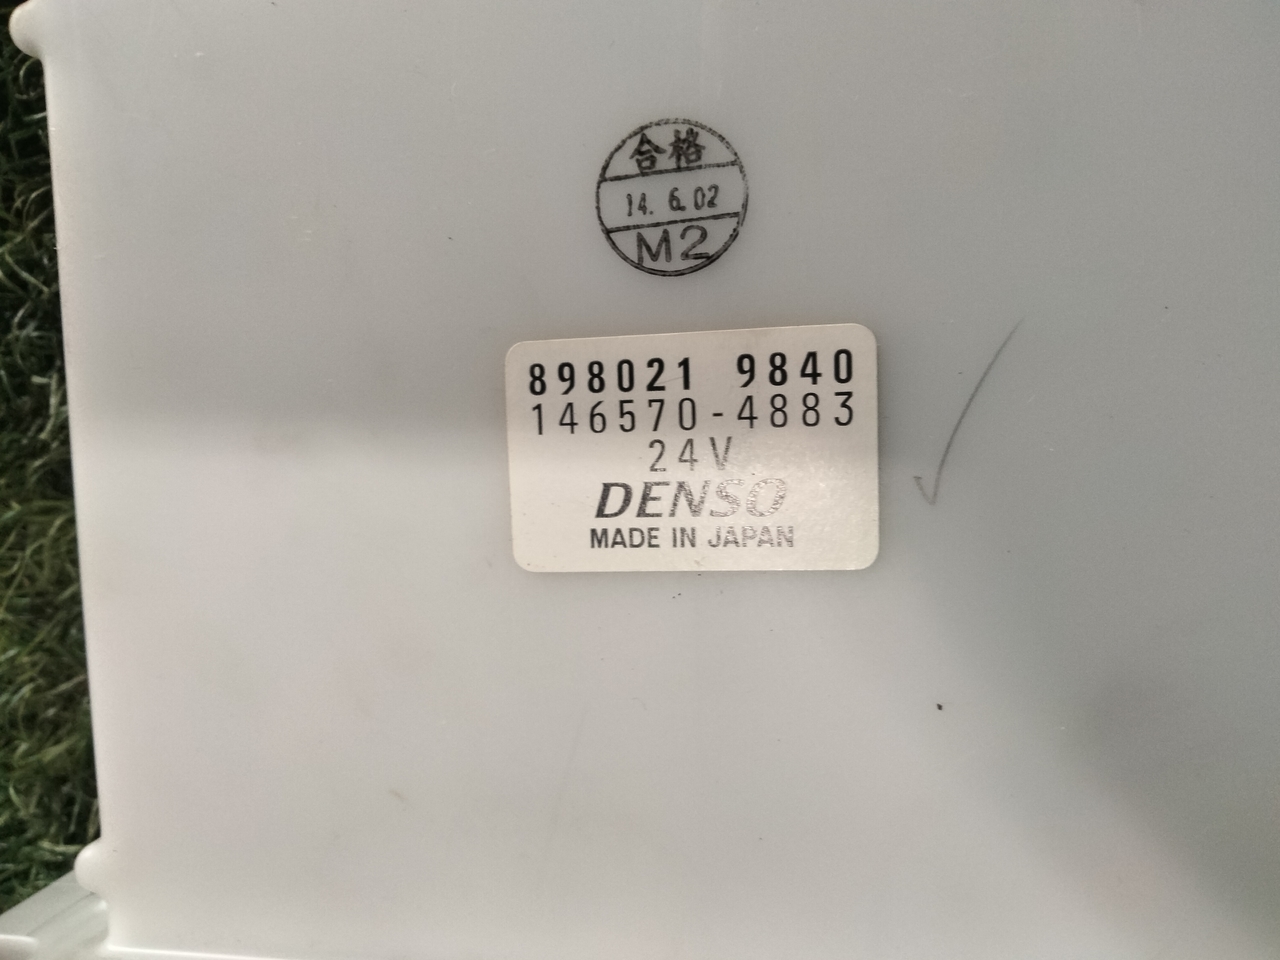 合格
14. 6. 02
M2
898021 9840
146570-4883
24V
DENSO
MADE IN JAPAN